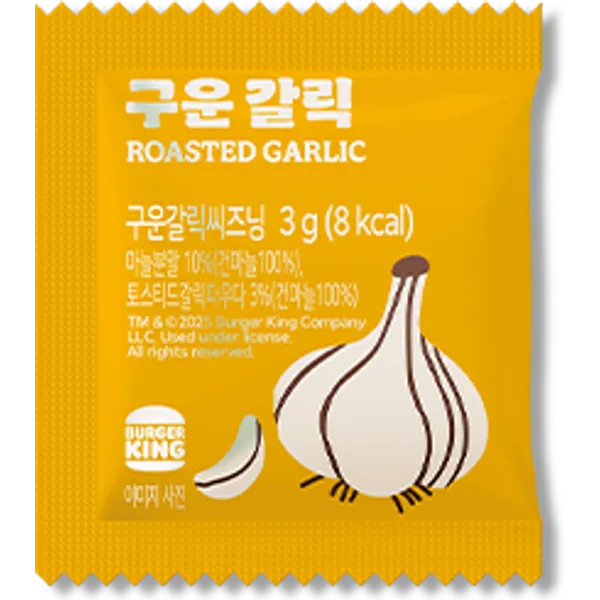 구운 갈릭
ROASTED GARLIC
구운갈릭씨즈닝 3 g (8 kcal)
마늘분말 10%(건마늘100%),
토스티드갈릭파우다 3%(건마늘100%)
TM & ©2025 Burger King Company
LLC. Used under license.
All rights reserved.
BURGER
KING
이미지 사진